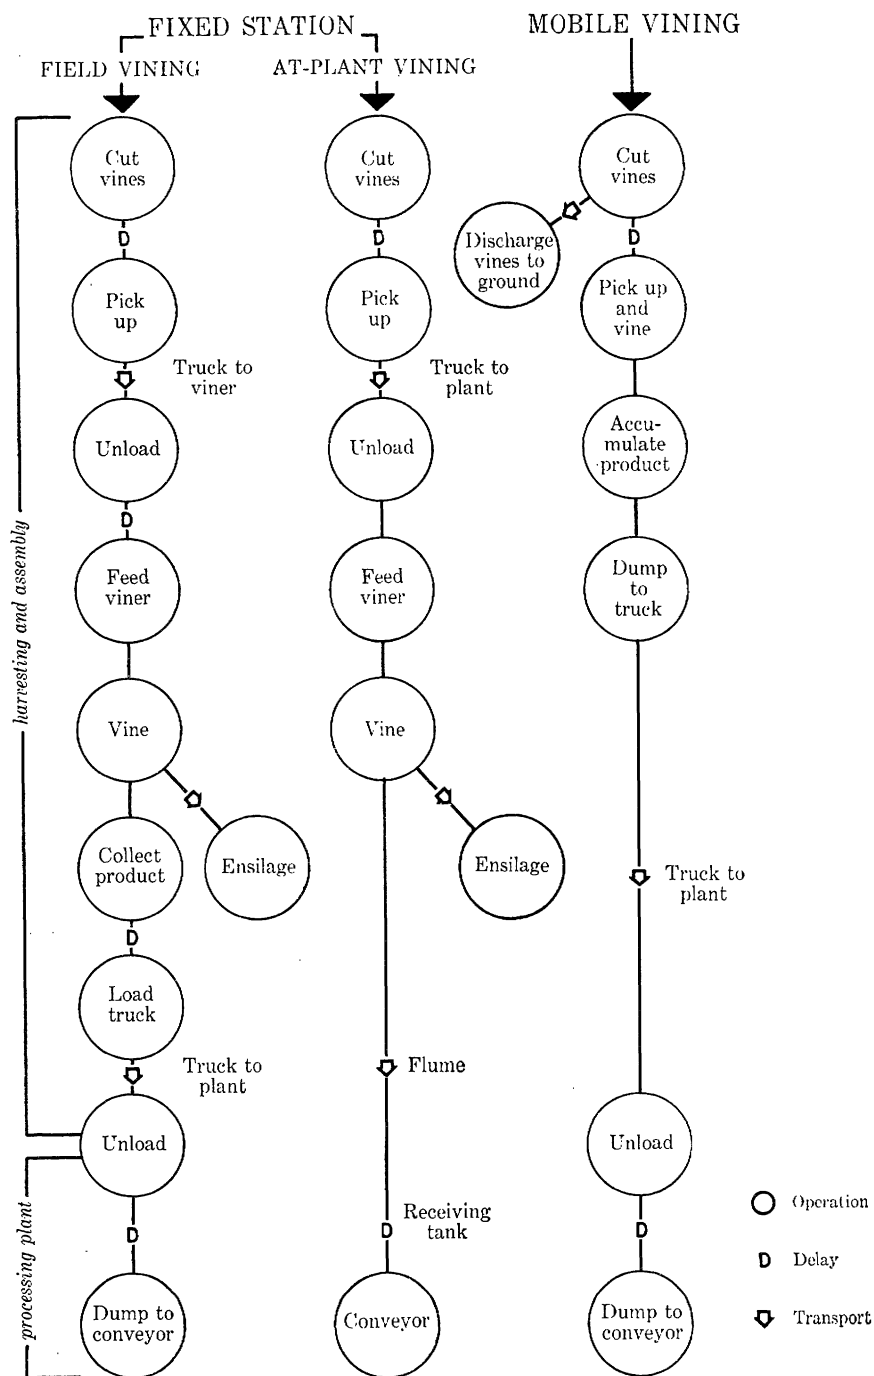 FIXED STATION
MOBILE VINING
FIELD VINING
AT-PLANT VINING
harvesting and assembly
processing plant
Cut
vines
D
Pick
up
Truck to
viner
Unload
D
Feed
viner
Vine
Ensilage
Collect
product
D
Load
truck
Truck to
plant
Unload
D
Dump to
conveyor
Cut
vines
D
Pick
up
Truck to
plant
Unload
Feed
viner
Vine
Ensilage
Flume
Receiving
tank
D
Conveyor
Cut
vines
Discharge
vines to
ground
D
Pick up
and
vine
Accu-
mulate
product
Dump
to
truck
Truck to
plant
Unload
D
Dump to
conveyor
Operation
D Delay
Transport